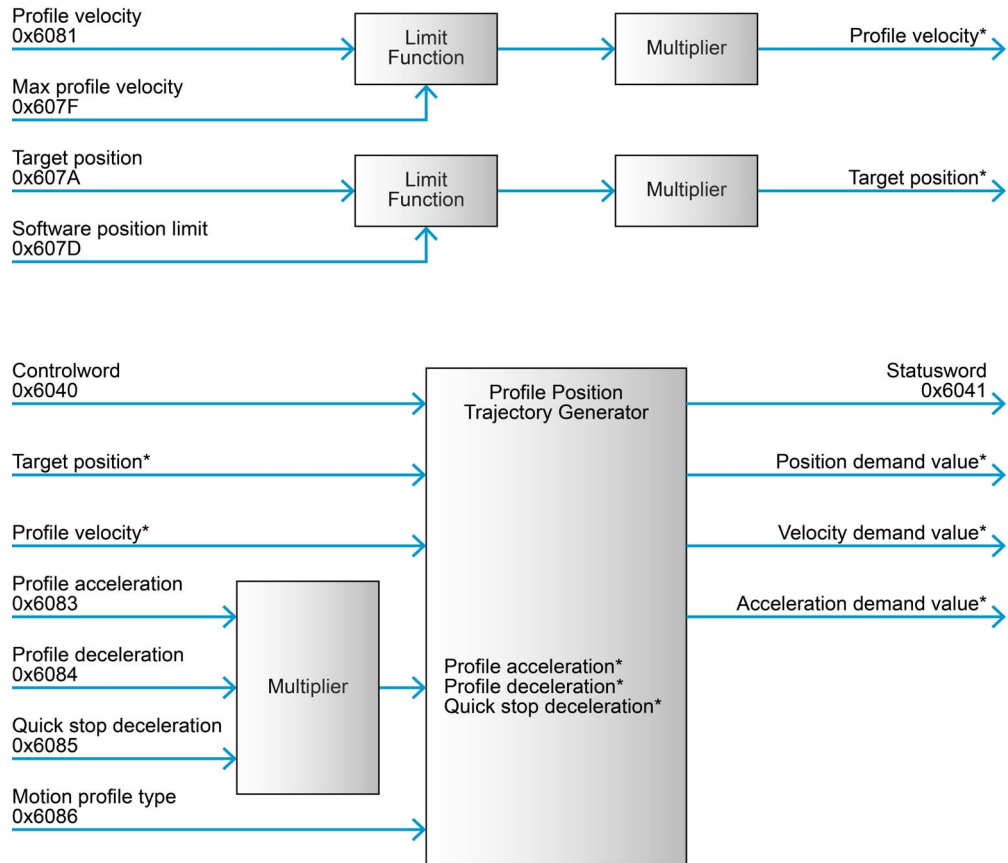 Profile velocity
0x6081
Limit
Function
Multiplier
Profile velocity*
Max profile velocity
0x607F
Target position
0x607A
Limit
Function
Multiplier
Target position*
Software position limit
0x607D
Controlword
0x6040
Profile Position
Trajectory Generator
Statusword
0x6041
Target position*
Position demand value*
Profile velocity*
Velocity demand value*
Profile acceleration
0x6083
Acceleration demand value*
Profile deceleration
0x6084
Multiplier
Profile acceleration*
Profile deceleration*
Quick stop deceleration*
Quick stop deceleration
0x6085
Motion profile type
0x6086